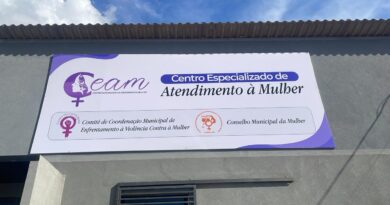 Ceam
Centro Especializado de
Atendimento à Mulher
Comitê de Coordenação Municipal de
Enfrentamento à Violência Contra à Mulher
Conselho Municipal da Mulher